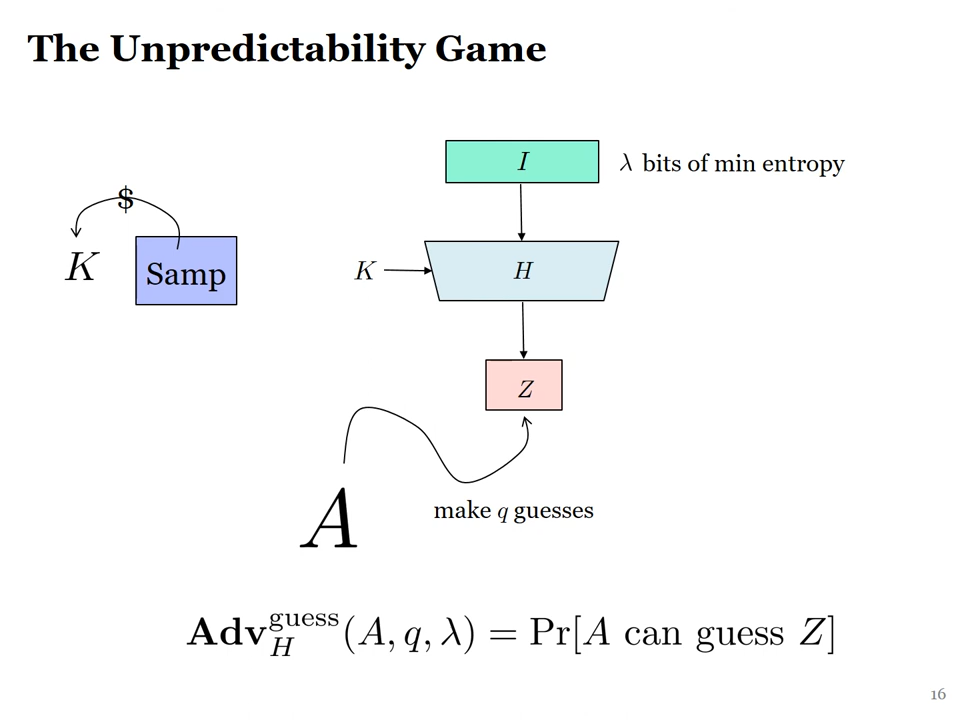 The Unpredictability Game
I
λ bits of min entropy
$
K
Samp
K
H
Z
A
make q guesses
Adv_H^guess(A, q, λ) = Pr[A can guess Z]
16